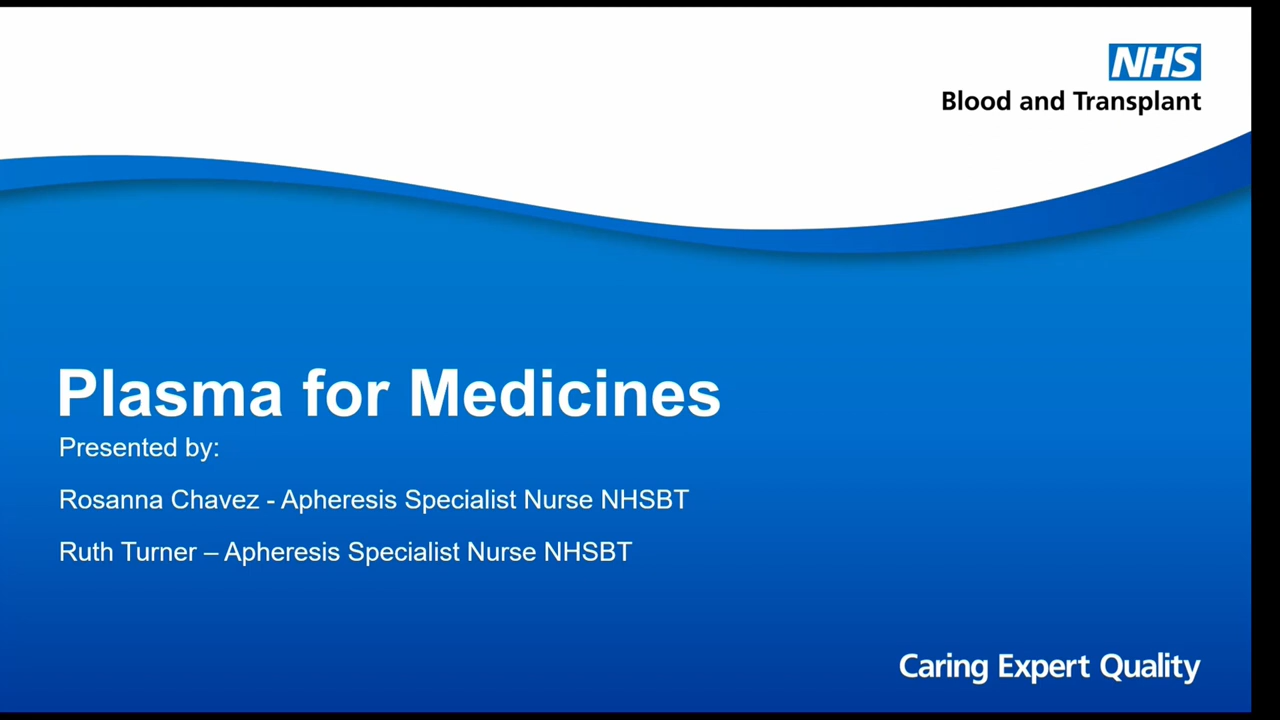 NHS
Blood and Transplant
Plasma for Medicines
Presented by:
Rosanna Chavez - Apheresis Specialist Nurse NHSBT
Ruth Turner – Apheresis Specialist Nurse NHSBT
Caring Expert Quality